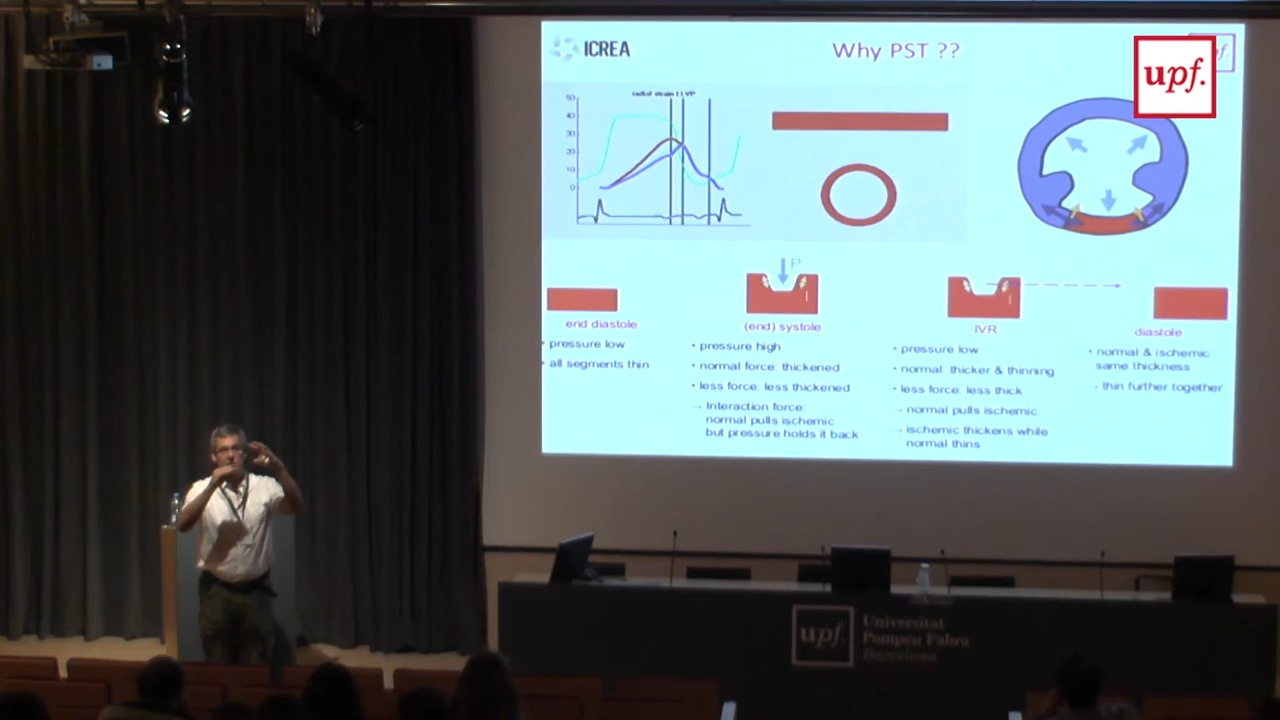 ICREA
Why PST ??
upf.
radial strain LLVP
50
40
30
20
10
0
P
end diastole
• pressure low
• all segments thin
(end) systole
• pressure high
• normal force: thickened
• less force: less thickened
→ Interaction force:
normal pulls ischemic
but pressure holds it back
IVR
• pressure low
• normal: thicker & thinning
• less force: less thick
→ normal pulls ischemic
→ ischemic thickens while
normal thins
diastole
• normal & ischemic
same thickness
→ thin further together
upf.
Universitat
Pompeu Fabra
Barcelona